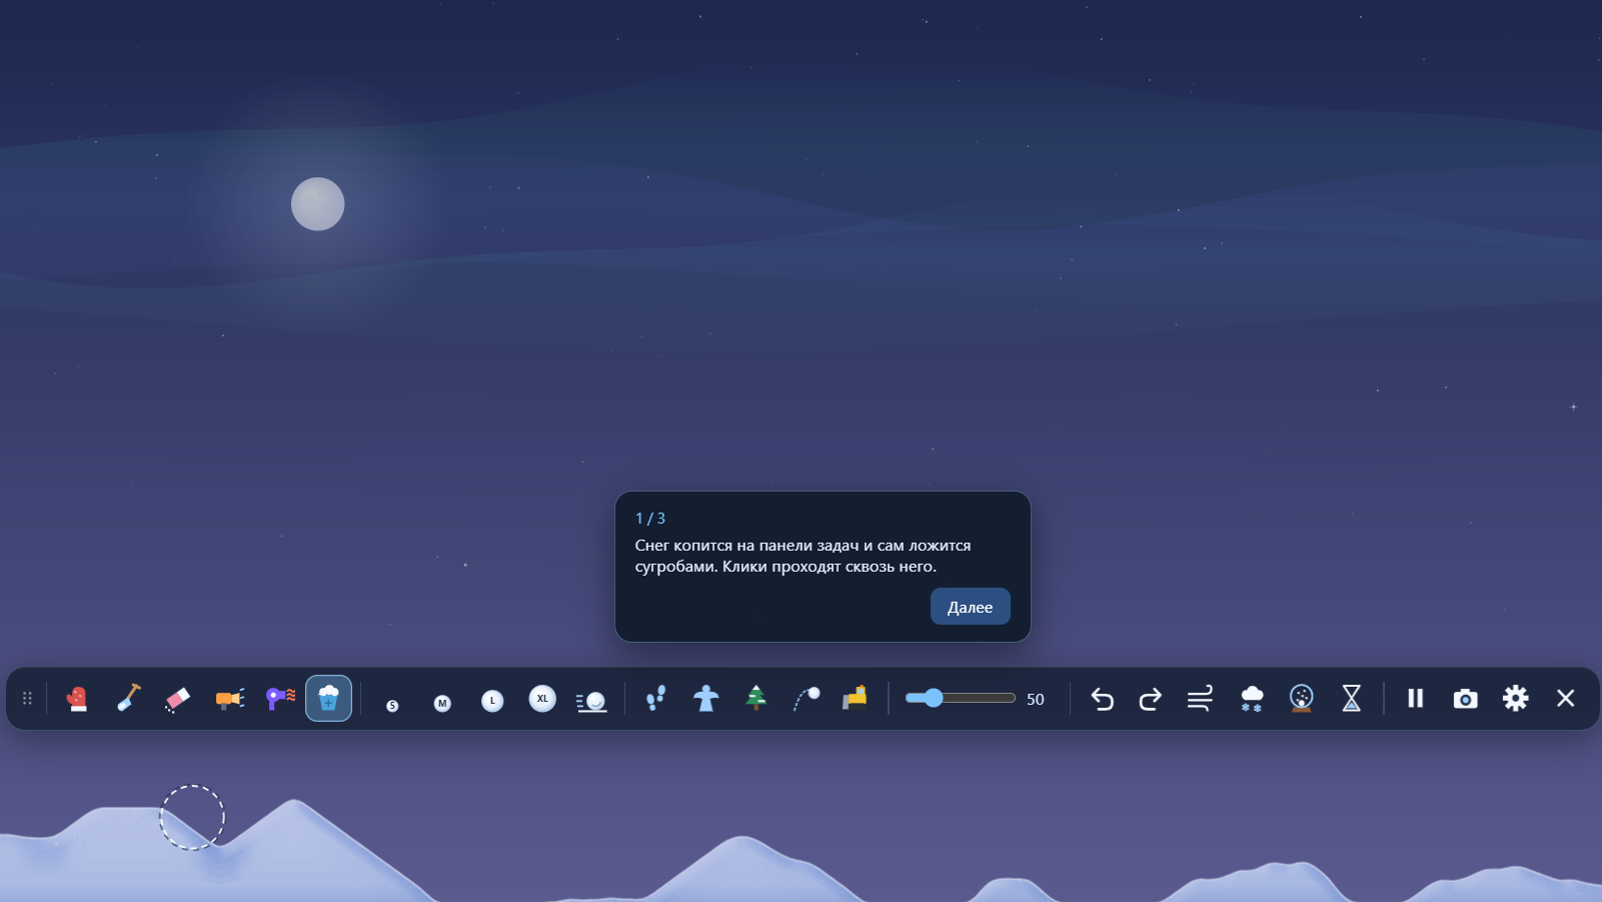 1 / 3
Снег копится на панели задач и сам ложится
сугробами. Клики проходят сквозь него.
Далее
S M L XL 50